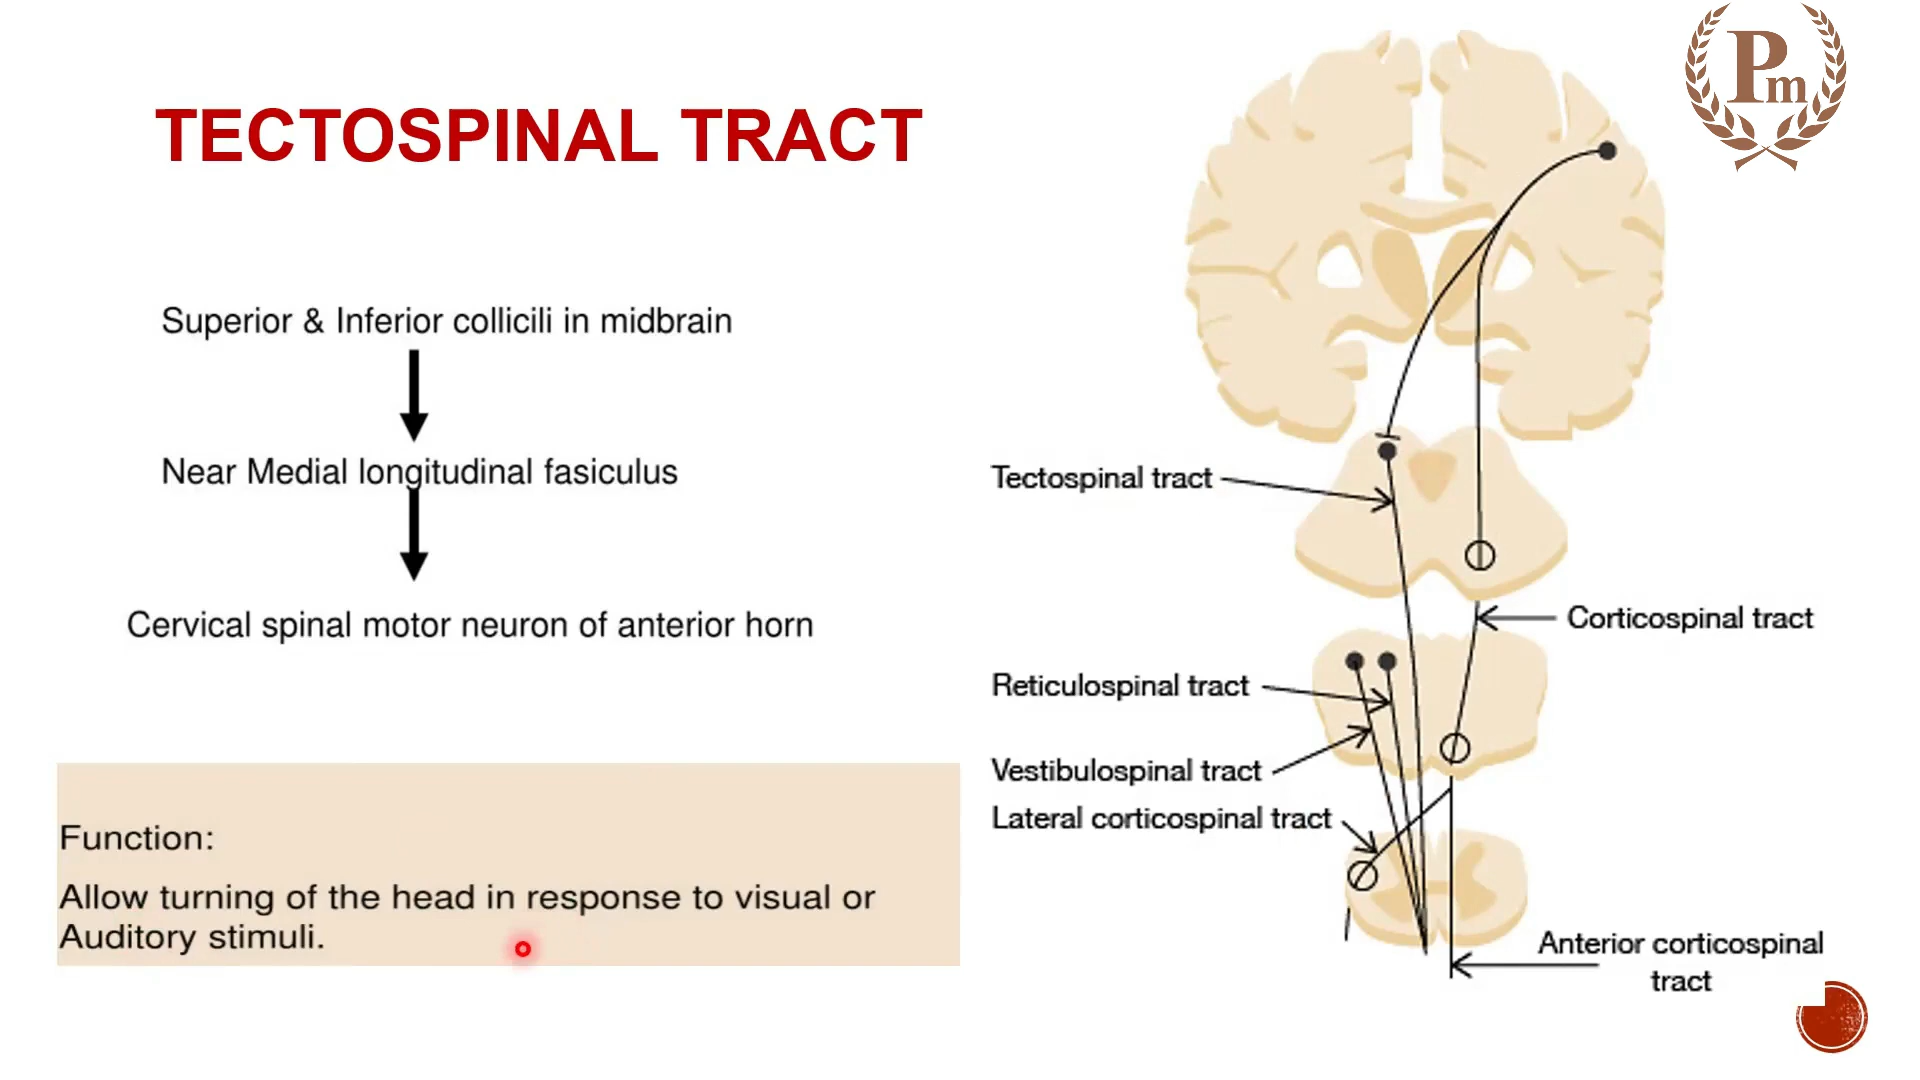 Pm
TECTOSPINAL TRACT
Superior & Inferior collicili in midbrain
Near Medial longitudinal fasiculus
Cervical spinal motor neuron of anterior horn
Function:
Allow turning of the head in response to visual or
Auditory stimuli.
Tectospinal tract
Corticospinal tract
Reticulospinal tract
Vestibulospinal tract
Lateral corticospinal tract
Anterior corticospinal
tract